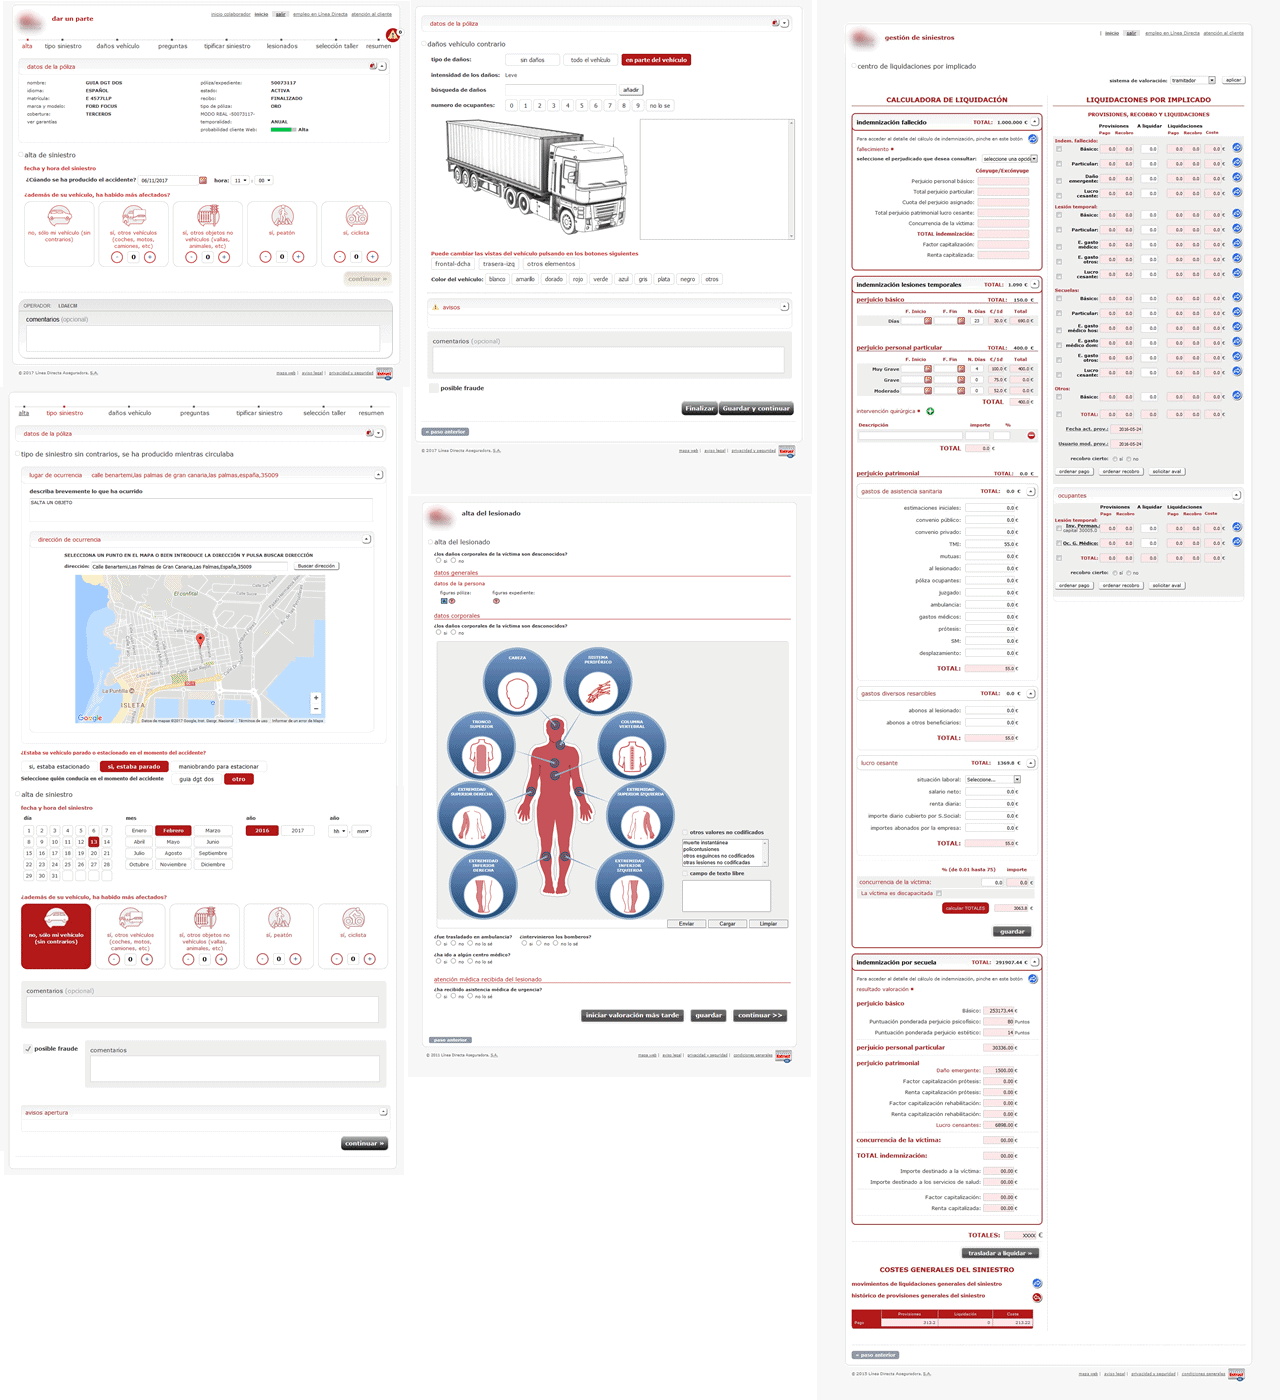 dar un parte
inicio colaborador inicio salir empleo en Línea Directa atención al cliente
alta tipo siniestro daños vehículo preguntas tipificar siniestro lesionados selección taller resumen
datos de la póliza
nombre: GUIA DGT DOS póliza/expediente: 50073117
idioma: ESPAÑOL estado: ACTIVA
matrícula: E 4577LLP recibo: FINALIZADO
marca y modelo: FORD FOCUS tipo de póliza: ORO
cobertura: TERCEROS MODO REAL -80073117-
ver garantías temporalidad: ANUAL
probabilidad cliente Web: Alta
alta de siniestro
fecha y hora del siniestro
¿Cúando se ha producido el accidente? 06/11/2017 hora: 11 : 00
¿además de su vehículo, ha habido más afectados?
no, sólo mi vehículo (sin contrarios)
sí, otros vehículos (coches, motos, camones, etc)
- 0 +
sí, otros objetos no vehículos (vallas, animales, etc)
- 0 +
sí, peatón
- 0 +
sí, ciclista
- 0 +
continuar »
OPERADOR: LDAECM
comentarios (opcional)
© 2017 Línea Directa Aseguradora, S.A.
mapa web | aviso legal | privacidad y seguridad
alta tipo siniestro daños vehículo preguntas tipificar siniestro selección taller resumen
datos de la póliza
tipo de siniestro sin contrarios, se ha producido mientras circulaba
lugar de ocurrencia calle benartemi,las palmas de gran canaria,las palmas,españa,35009
describa brevemente lo que ha ocurrido
SALTA UN OBJETO
dirección de ocurrencia
SELECCIONA UN PUNTO EN EL MAPA O BIEN INTRODUCE LA DIRECCIÓN Y PULSA BUSCAR DIRECCIÓN
dirección: Calle Benartemi,Las Palmas de Gran Canaria,Las Palmas,España,35009 Buscar dirección
El confital
La Puntilla
ISLETA
Google
¿Estaba su vehículo parado o estacionado en el momento del accidente?
si, estaba estacionado si, estaba parado maniobrando para estacionar
Seleccione quién conducia en el momento del accidente guia dgt dos otro
alta de siniestro
fecha y hora del siniestro
día mes año año
1 2 3 4 5 6 7 Enero Febrero Marzo 2016 2017 hh : mm
8 9 10 11 12 13 14 Abril Mayo Junio
15 16 17 18 19 20 21 Julio Agosto Septiembre
22 23 24 25 26 27 28 Octubre Noviembre Diciembre
29 30 31
¿además de su vehículo, ha habido más afectados?
no, sólo mi vehículo (sin contrarios)
sí, otros vehículos (coches, motos, camones, etc)
- 0 +
sí, otros objetos no vehículos (vallas, animales, etc)
- 0 +
sí, peatón
- 0 +
sí, ciclista
- 0 +
comentarios (opcional)
posible fraude comentarios
avisos apertura
continuar »
datos de la póliza
daños vehículo contrario
tipo de daños: sin daños todo el vehículo en parte del vehículo
intensidad de los daños: Leve
búsqueda de daños añadir
numero de ocupantes: 0 1 2 3 4 5 6 7 8 9 no lo se
Puede cambiar las vistas del vehículo pulsando en los botones siguientes
frontal-dcha trasera-izq otros elementos
Color del vehículo: blanco amarillo dorado rojo verde azul gris plata negro otros
avisos
comentarios (opcional)
posible fraude
Finalizar Guardar y continuar
« paso anterior
© 2017 Línea Directa Aseguradora, S.A.
mapa web | aviso legal | privacidad y seguridad
alta del lesionado
alta del lesionado
¿los daños corporales de la víctima son desconocidos?
si no
datos generales
datos de la persona
figuras póliza: figuras expediente:
datos corporales
¿los daños corporales de la víctima son desconocidos?
si no
CABEZA
SISTEMA PERIFÉRICO
TRONCO SUPERIOR
COLUMNA VERTEBRAL
EXTREMIDAD SUPERIOR DERECHA
EXTREMIDAD SUPERIOR IZQUIERDA
EXTREMIDAD INFERIOR DERECHA
EXTREMIDAD INFERIOR IZQUIERDA
otros valores no codificados
muerte instantánea
policontusiones
otros esguinces no codificados
otras lesiones no codificadas
campo de texto libre
Enviar Cargar Limpiar
¿fue trasladado en ambulancia? ¿intervinieron los bomberos?
si no no lo sé si no no lo sé
¿ha ido a algún centro médico?
si no no lo sé
atención médica recibida del lesionado
¿ha recibido asistencia médica de urgencia?
si no no lo sé
iniciar valoración más tarde guardar continuar >>
paso anterior
© 2011 Línea Directa Aseguradora, S.A.
mapa web | aviso legal | privacidad y seguridad | condiciones generales
gestión de siniestros
inicio salir empleo en Línea Directa atención al cliente
centro de liquidaciones por implicado
sistema de valoración: tramitador aplicar
CALCULADORA DE LIQUIDACIÓN
indemnización fallecido TOTAL: 1.000.000 €
Para acceder al detalle del cálculo de indemnización, pinche en este botón
fallecimiento
seleccione el perjudicado que desea consultar: seleccione una opció
Cónyuge/Excónyuge
Perjuicio personal básico:
Total perjuicio particular:
Cuota del perjuicio asignado:
Total perjuicio patrimonial lucro cesante:
Concurrencia de la víctima:
TOTAL indemnización:
Factor capitalización:
Renta capitalizada:
indemnización lesiones temporales TOTAL: 1.090 €
perjuicio básico TOTAL: 150.0 €
F. Inicio F. Fin N. Días €/1d Total
Días 23 30.0 € 690.0 €
perjuicio personal particular TOTAL: 400.0 €
F. Inicio F. Fin N. Días €/1d Total
Muy Grave 4 100.0 € 400.0 €
Grave 0 75.0 € 0.0 €
Moderado 0 52.0 € 0.0 €
TOTAL 400.0 €
intervención quirúrgica
Descripción importe %
TOTAL 0.0 €
perjuicio patrimonial TOTAL: 0.0 €
gastos de asistencia sanitaria TOTAL: 0.0 €
estimaciones iniciales: 0.0 €
convenio público: 0.0 €
convenio privado: 0.0 €
TMI: 55.0 €
mutuas: 0.0 €
al lesionado: 0.0 €
póliza ocupantes: 0.0 €
juzgado: 0.0 €
ambulancia: 0.0 €
gastos médicos: 0.0 €
prótesis: 0.0 €
SM: 0.0 €
desplazamiento: 0.0 €
TOTAL: 55.0 €
gastos diversos resarcibles TOTAL: 0.0 €
abonos al lesionado: 0.0 €
abonos a otros beneficiarios: 0.0 €
TOTAL: 55.0 €
lucro cesante TOTAL: 1369.8 €
situación laboral: Seleccione...
salario neto: 0.0 €
renta diaria: 0.0 €
importe diario cubierto por S.Social: 0.0 €
importes abonados por la empresa: 0.0 €
TOTAL: 55.0 €
% (de 0.01 hasta 75) importe
concurrencia de la víctima: 0.0 0.0 €
La víctima es discapacitada
calcular TOTALES 3063.8 €
guardar
indemnización por secuela TOTAL: 291907.44 €
Para acceder al detalle del cálculo de indemnización, pinche en este botón
resultado valoración
perjuicio básico
Básico: 253173.44 €
Puntuación ponderada perjuicio psicofísico: 80 Puntos
Puntuación ponderada perjuicio estético: 14 Puntos
perjuicio personal particular 30336.00 €
perjuicio patrimonial
Daño emergente: 1500.00 €
Factor capitalización prótesis: 0.00 €
Renta capitalización prótesis: 0.00 €
Factor capitalización rehabilitación: 0.00 €
Renta capitalización rehabilitación: 0.00 €
Lucro censantes: 6898.00 €
concurrencia de la víctima: 00.00 €
TOTAL indemnización: 00.00 €
Importe destinado a la víctima: 00.00 €
Importe destinado a los servicios de salud: 00.00 €
Factor capitalización: 00.00 €
Renta capitalizada: 00.00 €
TOTALES: XXXX €
trasladar a liquidar »
COSTES GENERALES DEL SINIESTRO
movimientos de liquidaciones generales del siniestro
histórico de provisiones generales del siniestro
Provisiones Liquidación Coste
Pago 213.2 0 213.22
« paso anterior
© 2015 Línea Directa Aseguradora, S.A.
mapa web | aviso legal | privacidad y seguridad | condiciones generales
LIQUIDACIONES POR IMPLICADO
PROVISIONES, RECOBRO Y LIQUIDACIONES
Provisiones A liquidar Liquidaciones
Pago Recobro Pago Recobro Coste
Indem. fallecido:
Básico: 0.0 0.0 0.0 0.0 0.0 0.0 €
Particular: 0.0 0.0 0.0 0.0 0.0 0.0 €
Daño emergente: 0.0 0.0 0.0 0.0 0.0 0.0 €
Lucro cesante: 0.0 0.0 0.0 0.0 0.0 0.0 €
Lesión temporal:
Básico: 0.0 0.0 0.0 0.0 0.0 0.0 €
Particular: 0.0 0.0 0.0 0.0 0.0 0.0 €
E. gasto médico: 0.0 0.0 0.0 0.0 0.0 0.0 €
E. gasto otros: 0.0 0.0 0.0 0.0 0.0 0.0 €
Lucro cesante: 0.0 0.0 0.0 0.0 0.0 0.0 €
Secuelas:
Básico: 0.0 0.0 0.0 0.0 0.0 0.0 €
Particular: 0.0 0.0 0.0 0.0 0.0 0.0 €
E. gasto médico hos: 0.0 0.0 0.0 0.0 0.0 0.0 €
E. gasto médico dom: 0.0 0.0 0.0 0.0 0.0 0.0 €
E. gasto otros: 0.0 0.0 0.0 0.0 0.0 0.0 €
Lucro cesante: 0.0 0.0 0.0 0.0 0.0 0.0 €
Otros:
Básico: 0.0 0.0 0.0 0.0 0.0 0.0 €
TOTAL: 0.0 0.0 0.0 0.0 0.0 0.0 €
Fecha act. prov.: 2016-05-24
Usuario mod. prov.: 2016-05-24
recobro cierto: sí no
ordenar pago ordenar recobro solicitar aval
ocupantes
Provisiones A liquidar Liquidaciones
Pago Recobro Pago Recobro Coste
Lesión temporal:
Inv. Perman. capital 30005.0 0.0 0.0 0.0 0.0 0.0 0.0 €
Oc. G. Médico: 0.0 0.0 0.0 0.0 0.0 0.0 €
TOTAL: 0.0 0.0 0.0 0.0 0.0 0.0 €
recobro cierto: sí no
ordenar pago ordenar recobro solicitar aval